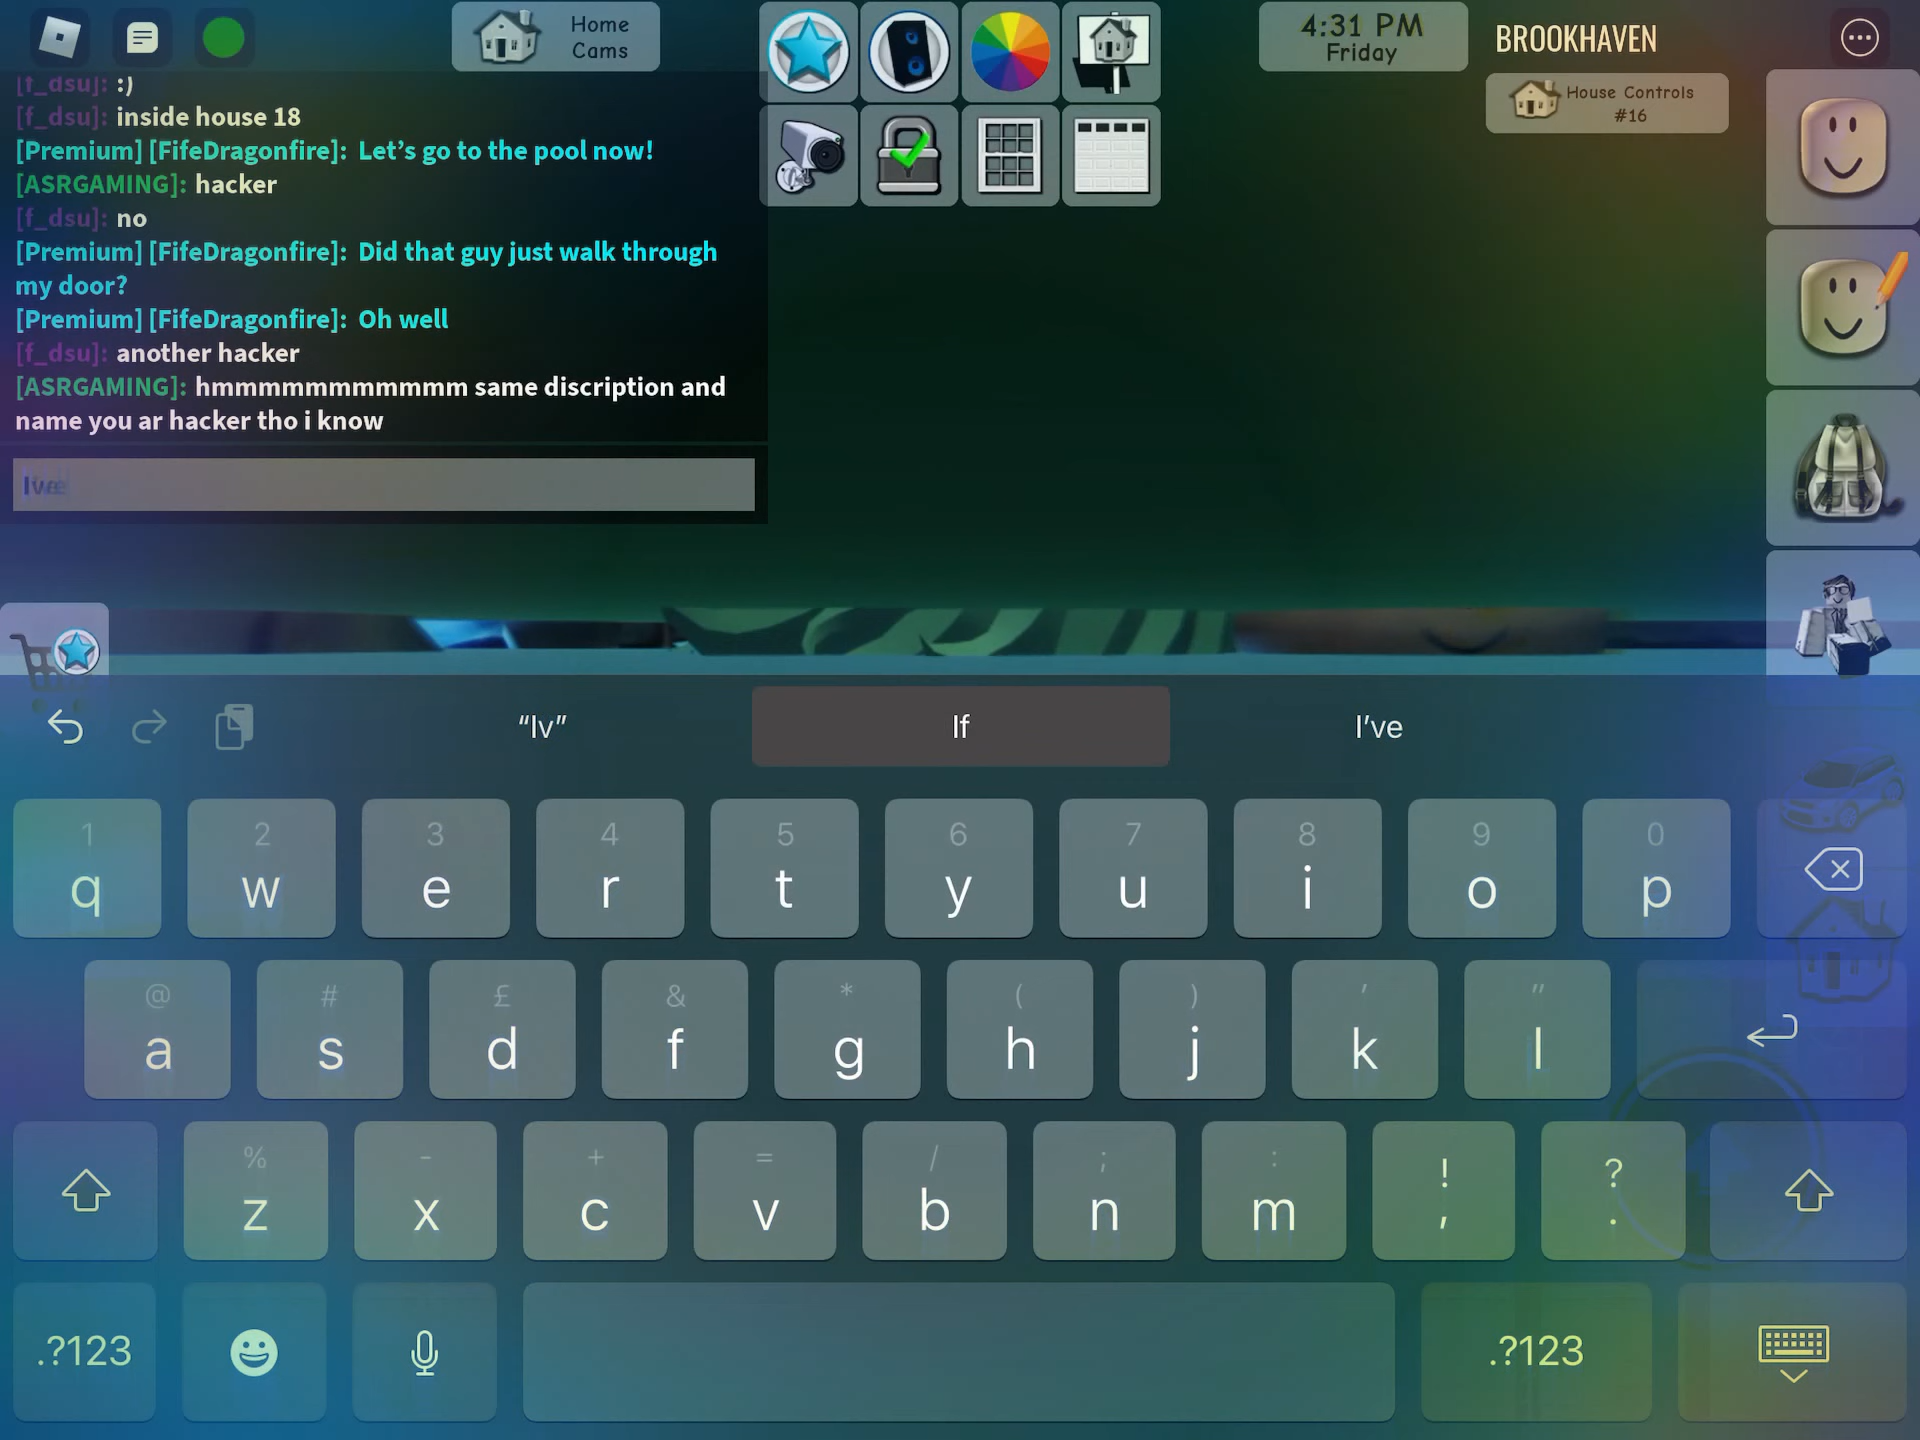 Home
Cams
4:31 PM
Friday
BROOKHAVEN
House Controls
#16
[f_dsu]: :)
[f_dsu]: inside house 18
[Premium] [FifeDragonfire]: Let's go to the pool now!
[ASRGAMING]: hacker
[f_dsu]: no
[Premium] [FifeDragonfire]: Did that guy just walk through
my door?
[Premium] [FifeDragonfire]: Oh well
[f_dsu]: another hacker
[ASRGAMING]: hmmmmmmmmmmm same discription and
name you ar hacker tho i know
“Iv” If I’ve
1 2 3 4 5 6 7 8 9 0
q w e r t y u i o p
@ # £ & * ( ) ' "
a s d f g h j k l
% - + = / ; : ! ?
z x c v b n m , .
.?123 .?123